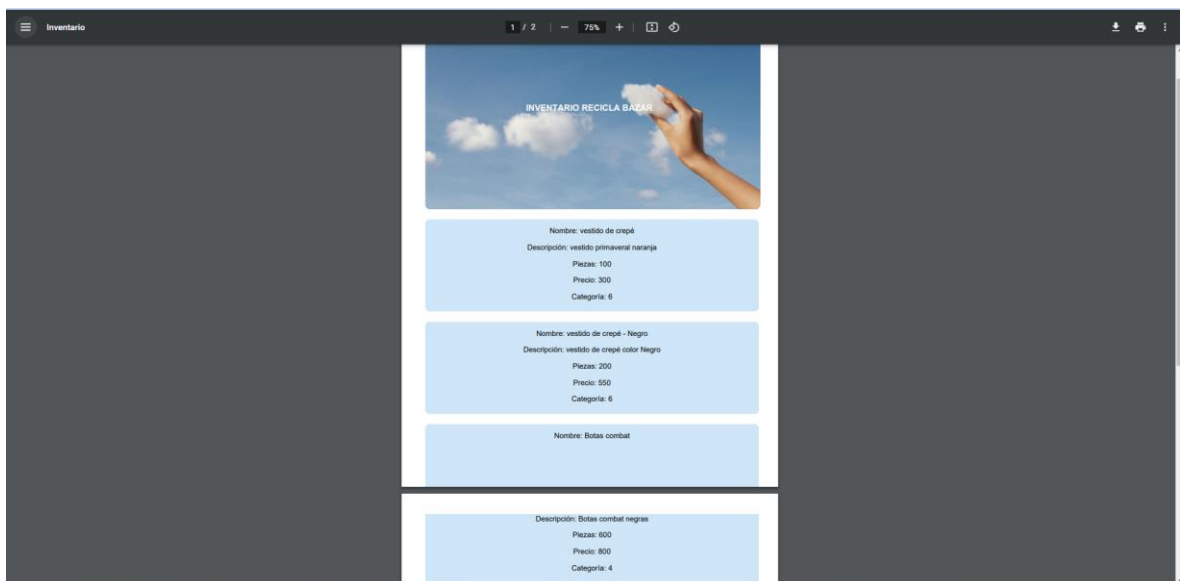 Inventario
1 / 2
75%
INVENTARIO RECICLA BAZAR
Nombre: vestido de crepé
Descripción: vestido primaveral naranja
Piezas: 100
Precio: 300
Categoría: 6
Nombre: vestido de crepé - Negro
Descripción: vestido de crepé color Negro
Piezas: 200
Precio: 550
Categoría: 6
Nombre: Botas combat
Descripción: Botas combat negras
Piezas: 600
Precio: 800
Categoría: 4